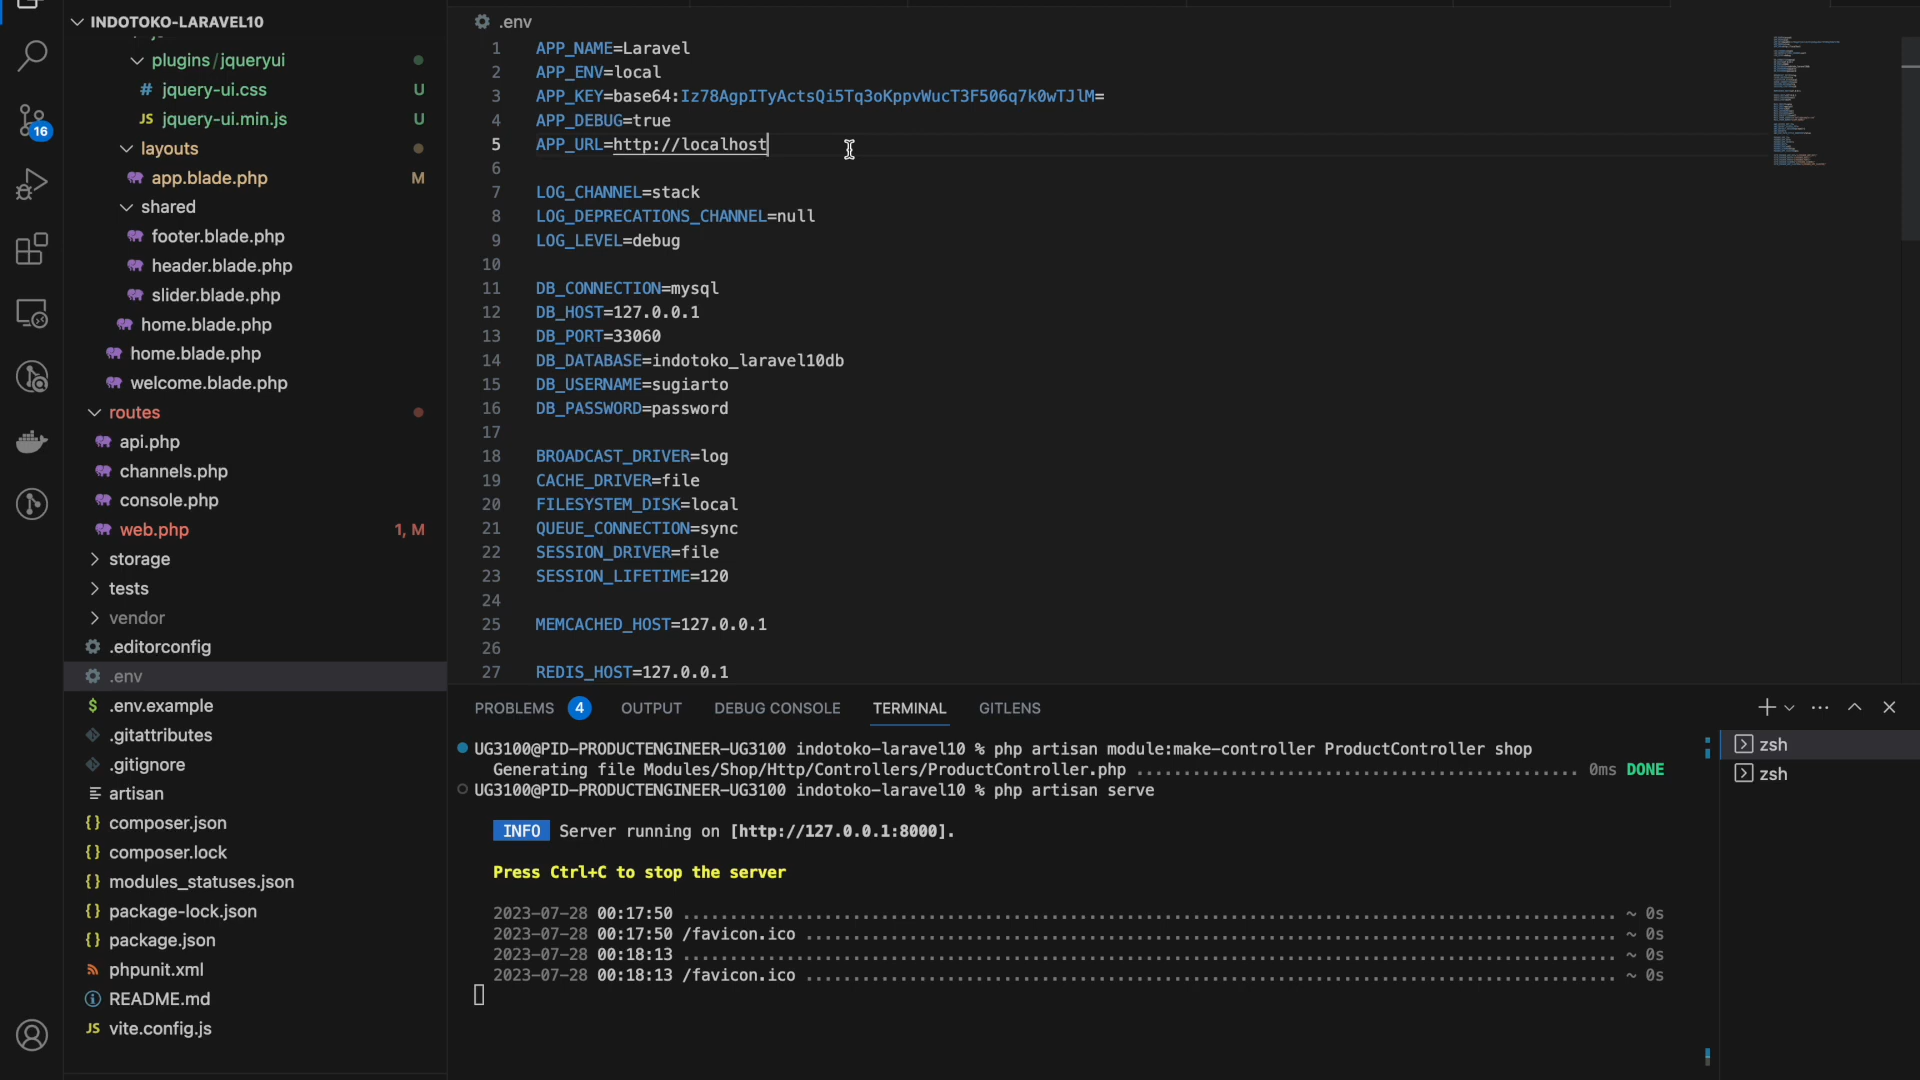 INDOTOKO-LARAVEL10
plugins/jqueryui
# jquery-ui.css U
JS jquery-ui.min.js U
layouts
app.blade.php M
shared
footer.blade.php
header.blade.php
slider.blade.php
home.blade.php
home.blade.php
welcome.blade.php
routes
api.php
channels.php
console.php
web.php 1, M
storage
tests
vendor
.editorconfig
.env
$ .env.example
.gitattributes
.gitignore
artisan
{} composer.json
{} composer.lock
{} modules_statuses.json
{} package-lock.json
{} package.json
phpunit.xml
README.md
JS vite.config.js
16
.env
1 APP_NAME=Laravel
2 APP_ENV=local
3 APP_KEY=base64:Iz78AgpITyActsQi5Tq3oKppvWucT3F506q7k0wTJlM=
4 APP_DEBUG=true
5 APP_URL=http://localhost
6
7 LOG_CHANNEL=stack
8 LOG_DEPRECATIONS_CHANNEL=null
9 LOG_LEVEL=debug
10
11 DB_CONNECTION=mysql
12 DB_HOST=127.0.0.1
13 DB_PORT=33060
14 DB_DATABASE=indotoko_laravel10db
15 DB_USERNAME=sugiarto
16 DB_PASSWORD=password
17
18 BROADCAST_DRIVER=log
19 CACHE_DRIVER=file
20 FILESYSTEM_DISK=local
21 QUEUE_CONNECTION=sync
22 SESSION_DRIVER=file
23 SESSION_LIFETIME=120
24
25 MEMCACHED_HOST=127.0.0.1
26
27 REDIS_HOST=127.0.0.1
PROBLEMS 4 OUTPUT DEBUG CONSOLE TERMINAL GITLENS
UG3100@PID-PRODUCTENGINEER-UG3100 indotoko-laravel10 % php artisan module:make-controller ProductController shop
Generating file Modules/Shop/Http/Controllers/ProductController.php ............................................... 0ms DONE
UG3100@PID-PRODUCTENGINEER-UG3100 indotoko-laravel10 % php artisan serve
INFO Server running on [http://127.0.0.1:8000].
Press Ctrl+C to stop the server
2023-07-28 00:17:50 ............................................... ~ 0s
2023-07-28 00:17:50 /favicon.ico ............................................... ~ 0s
2023-07-28 00:18:13 ............................................... ~ 0s
2023-07-28 00:18:13 /favicon.ico ............................................... ~ 0s
zsh
zsh